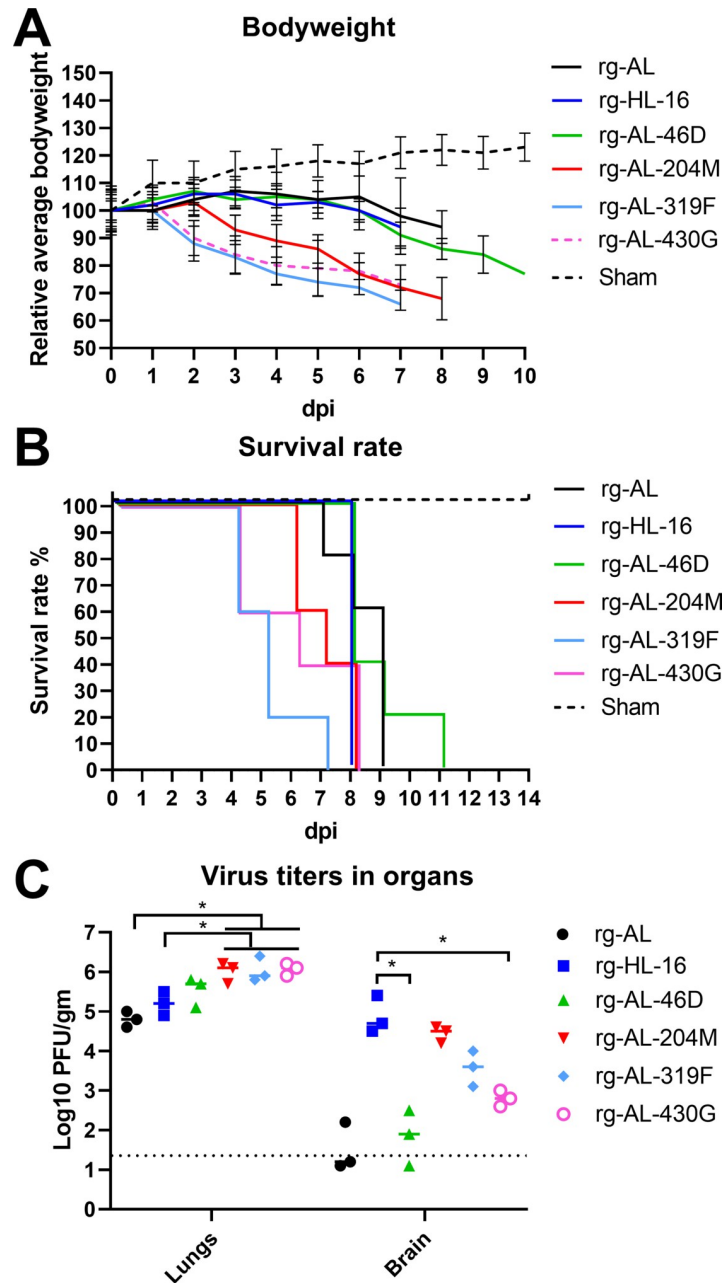 A
Bodyweight
Relative average bodyweight
150
140
130
120
110
100
90
80
70
60
50
0 1 2 3 4 5 6 7 8 9 10
dpi
rg-AL
rg-HL-16
rg-AL-46D
rg-AL-204M
rg-AL-319F
rg-AL-430G
Sham
B
Survival rate
Survival rate %
100
90
80
70
60
50
40
30
20
10
0
0 1 2 3 4 5 6 7 8 9 10 11 12 13 14
dpi
rg-AL
rg-HL-16
rg-AL-46D
rg-AL-204M
rg-AL-319F
rg-AL-430G
Sham
C
Virus titers in organs
Log10 PFU/gm
7
6
5
4
3
2
1
0
*
*
*
*
Lungs
Brain
rg-AL
rg-HL-16
rg-AL-46D
rg-AL-204M
rg-AL-319F
rg-AL-430G